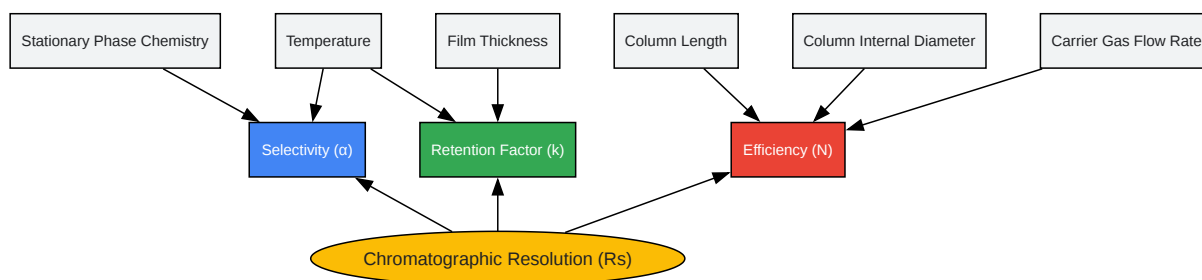 Stationary Phase Chemistry
Temperature
Film Thickness
Column Length
Column Internal Diameter
Carrier Gas Flow Rate
Selectivity (α)
Retention Factor (k)
Efficiency (N)
Chromatographic Resolution (Rs)